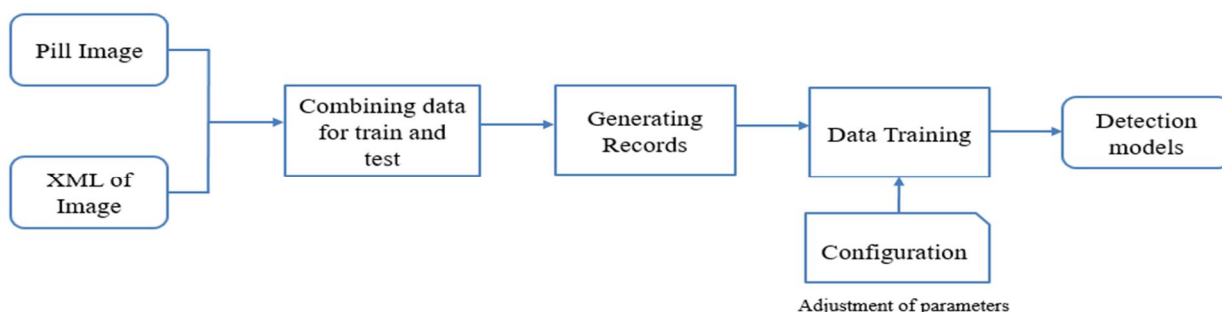 Pill Image
XML of
Image
Combining data
for train and
test
Generating
Records
Data Training
Configuration
Adjustment of parameters
Detection
models